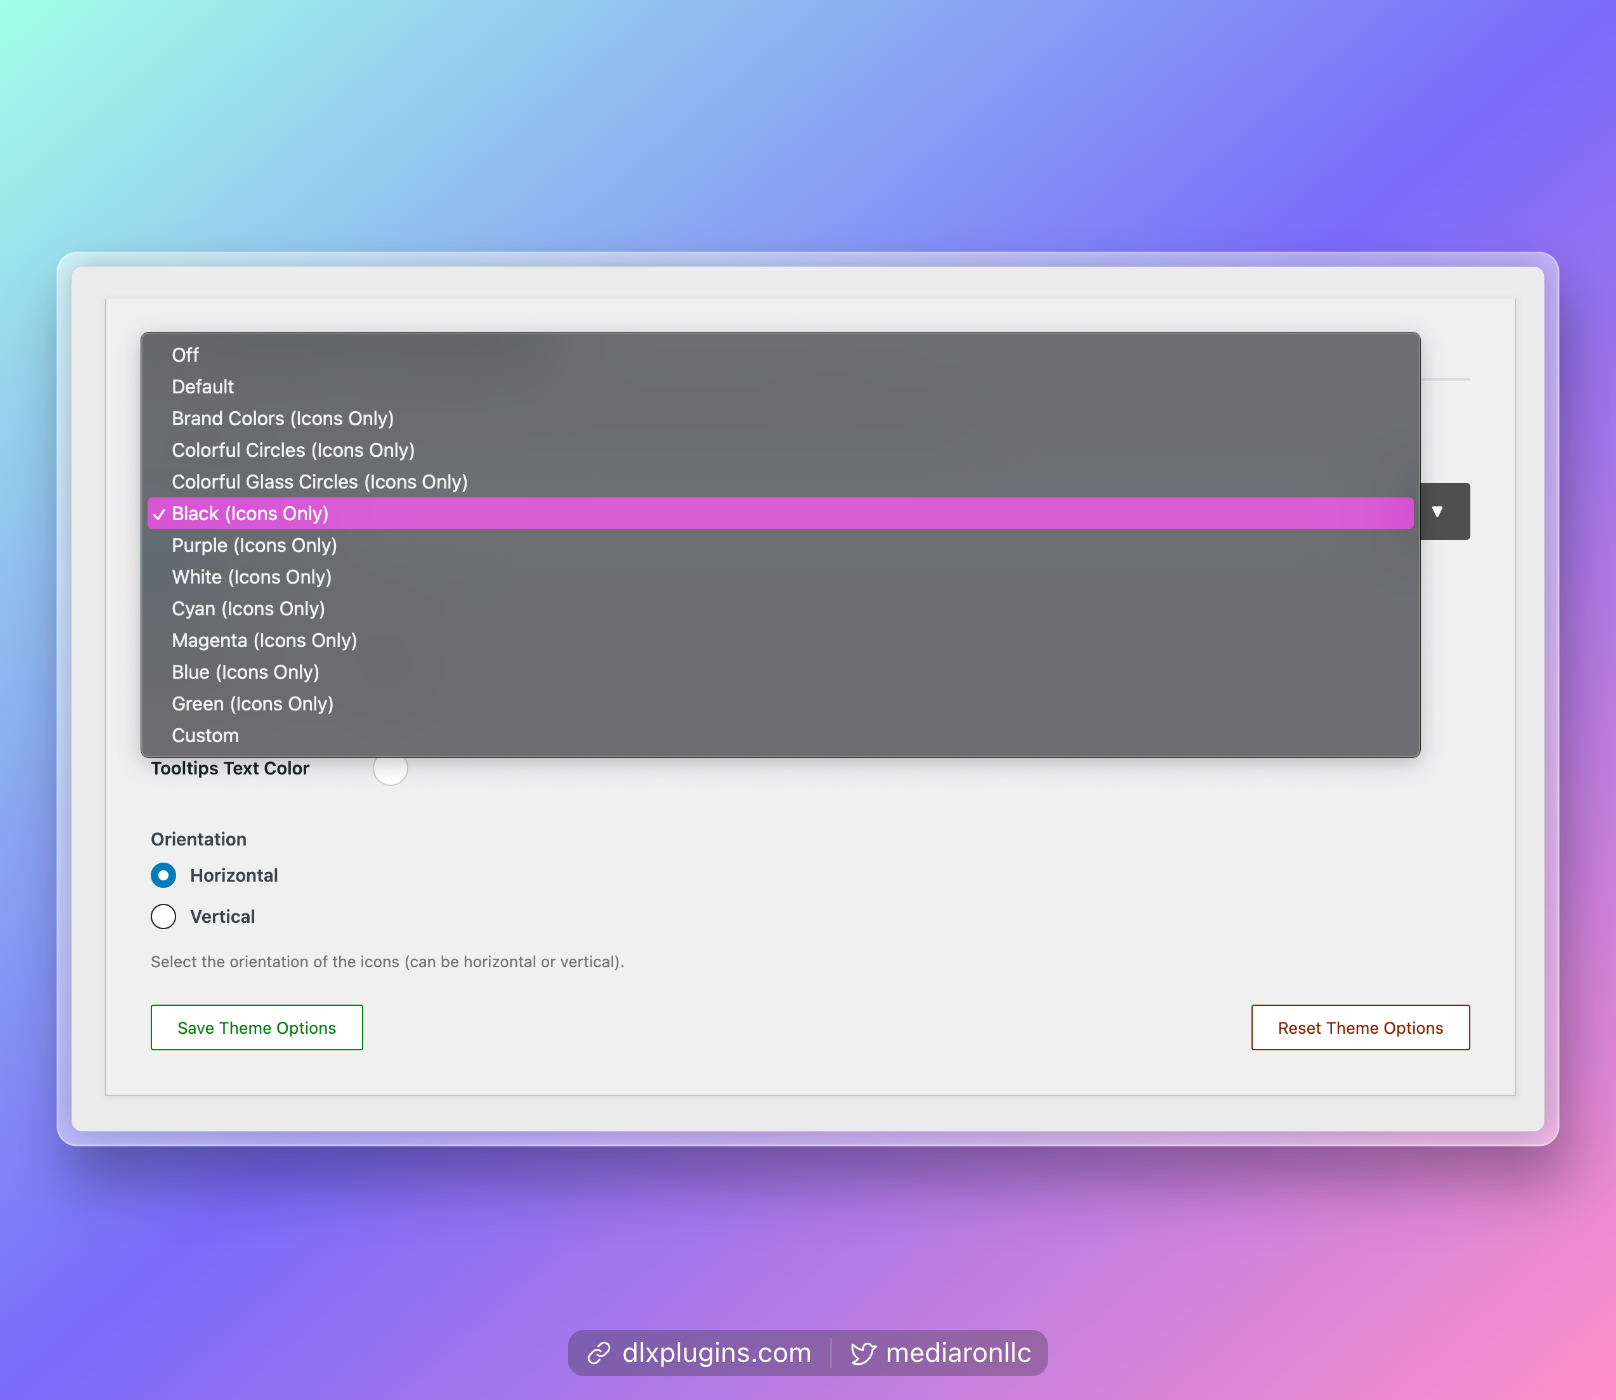 Off
Default
Brand Colors (Icons Only)
Colorful Circles (Icons Only)
Colorful Glass Circles (Icons Only)
✓ Black (Icons Only)
Purple (Icons Only)
White (Icons Only)
Cyan (Icons Only)
Magenta (Icons Only)
Blue (Icons Only)
Green (Icons Only)
Custom
Tooltips Text Color
Orientation
Horizontal
Vertical
Select the orientation of the icons (can be horizontal or vertical).
Save Theme Options
Reset Theme Options
dlxplugins.com
mediaronllc